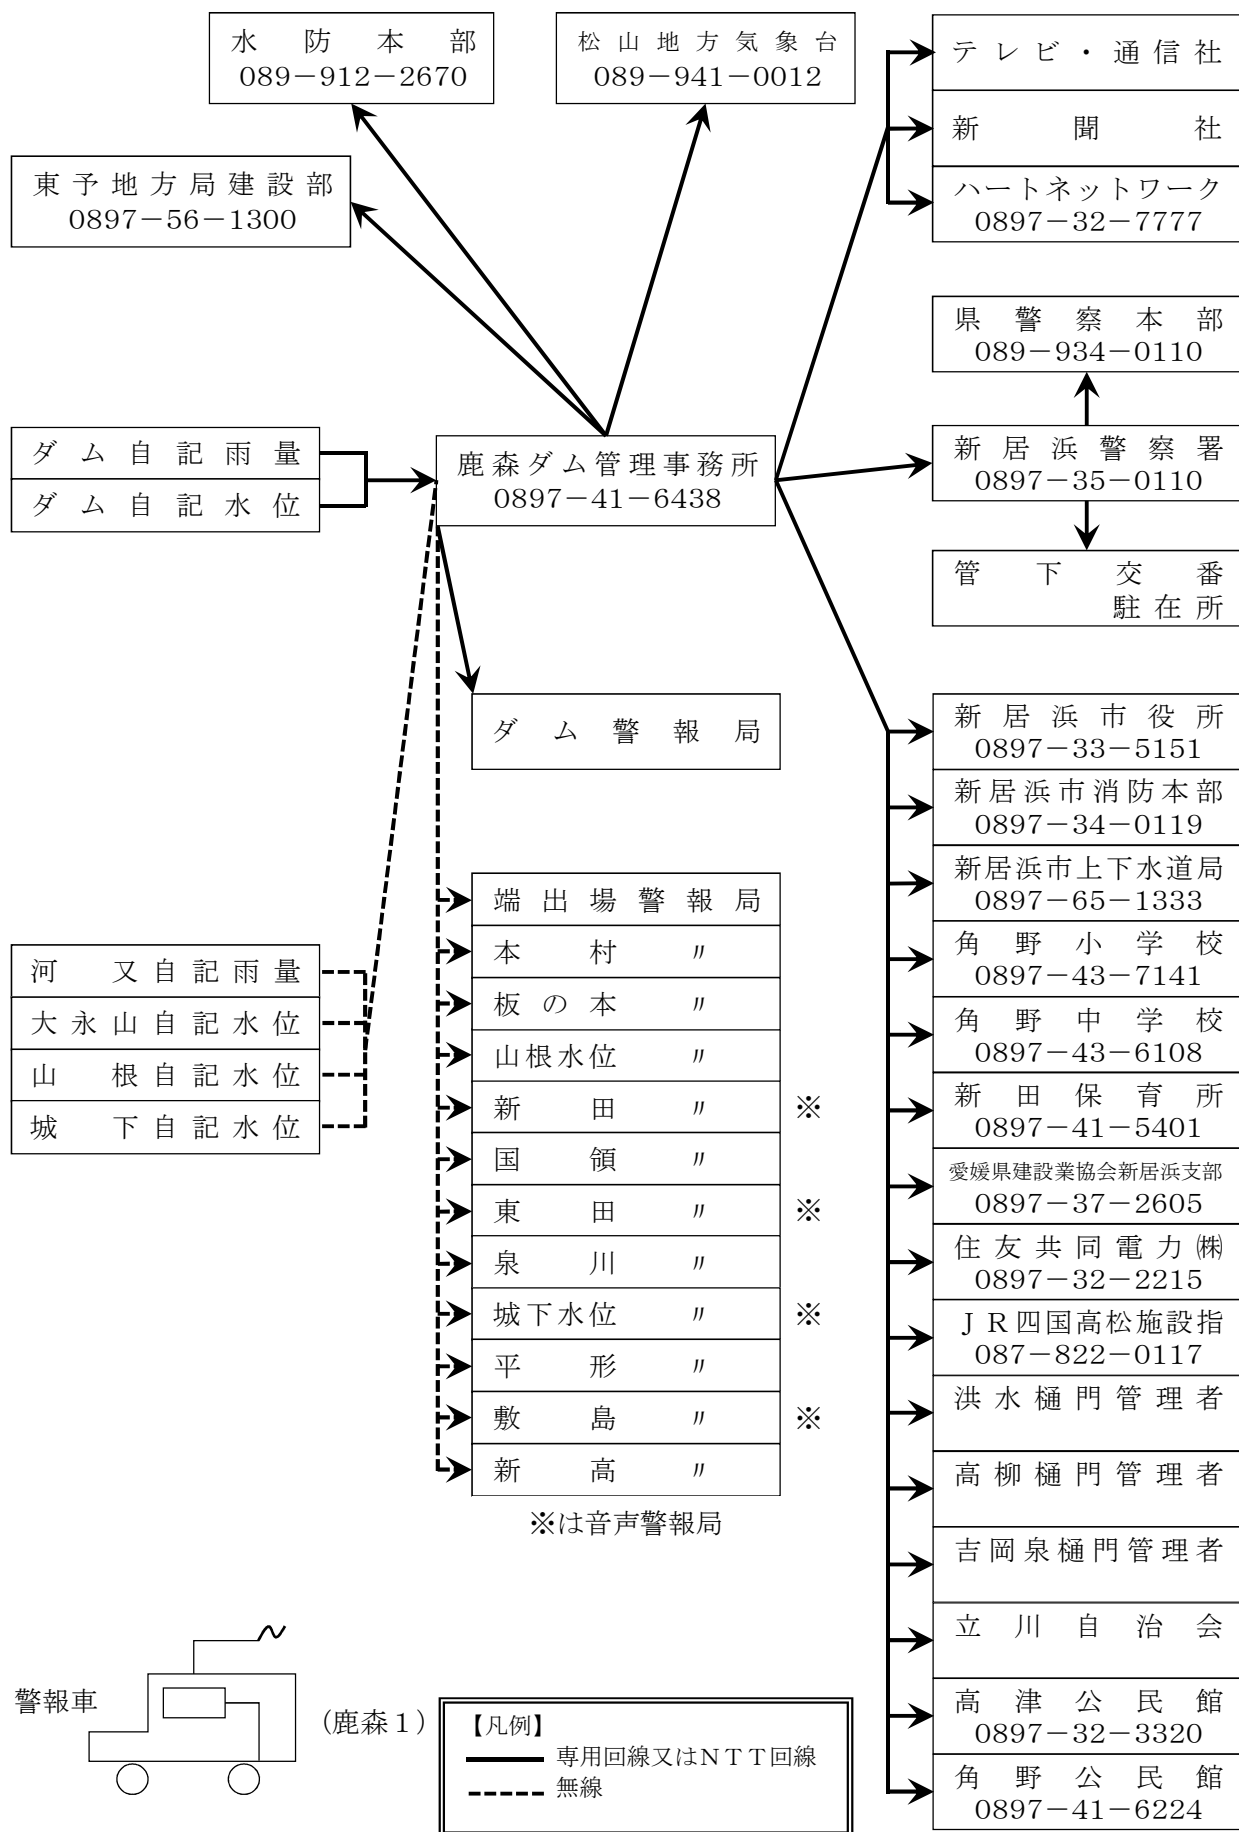 水防本部
089−912−2670
松山地方気象台
089−941−0012
テレビ・通信社
新聞社
ハートネットワーク
0897−32−7777
東予地方局建設部
0897−56−1300
県警察本部
089−934−0110
新居浜警察署
0897−35−0110
管下交番
駐在所
ダム自記雨量
ダム自記水位
鹿森ダム管理事務所
0897−41−6438
ダム警報局
端出場警報局
本村〃
板の本〃
山根水位〃
新田〃 ※
国領〃
東田〃 ※
泉川〃
城下水位〃 ※
平形〃
敷島〃 ※
新高〃
※は音声警報局
河又自記雨量
大永山自記水位
山根自記水位
城下自記水位
新居浜市役所
0897−33−5151
新居浜市消防本部
0897−34−0119
新居浜市上下水道局
0897−65−1333
角野小学校
0897−43−7141
角野中学校
0897−43−6108
新田保育所
0897−41−5401
愛媛県建設業協会新居浜支部
0897−37−2605
住友共同電力㈱
0897−32−2215
JR四国高松施設指
087−822−0117
洪水樋門管理者
高柳樋門管理者
吉岡泉樋門管理者
立川自治会
高津公民館
0897−32−3320
角野公民館
0897−41−6224
警報車
(鹿森1)
【凡例】
専用回線又はNTT回線
無線